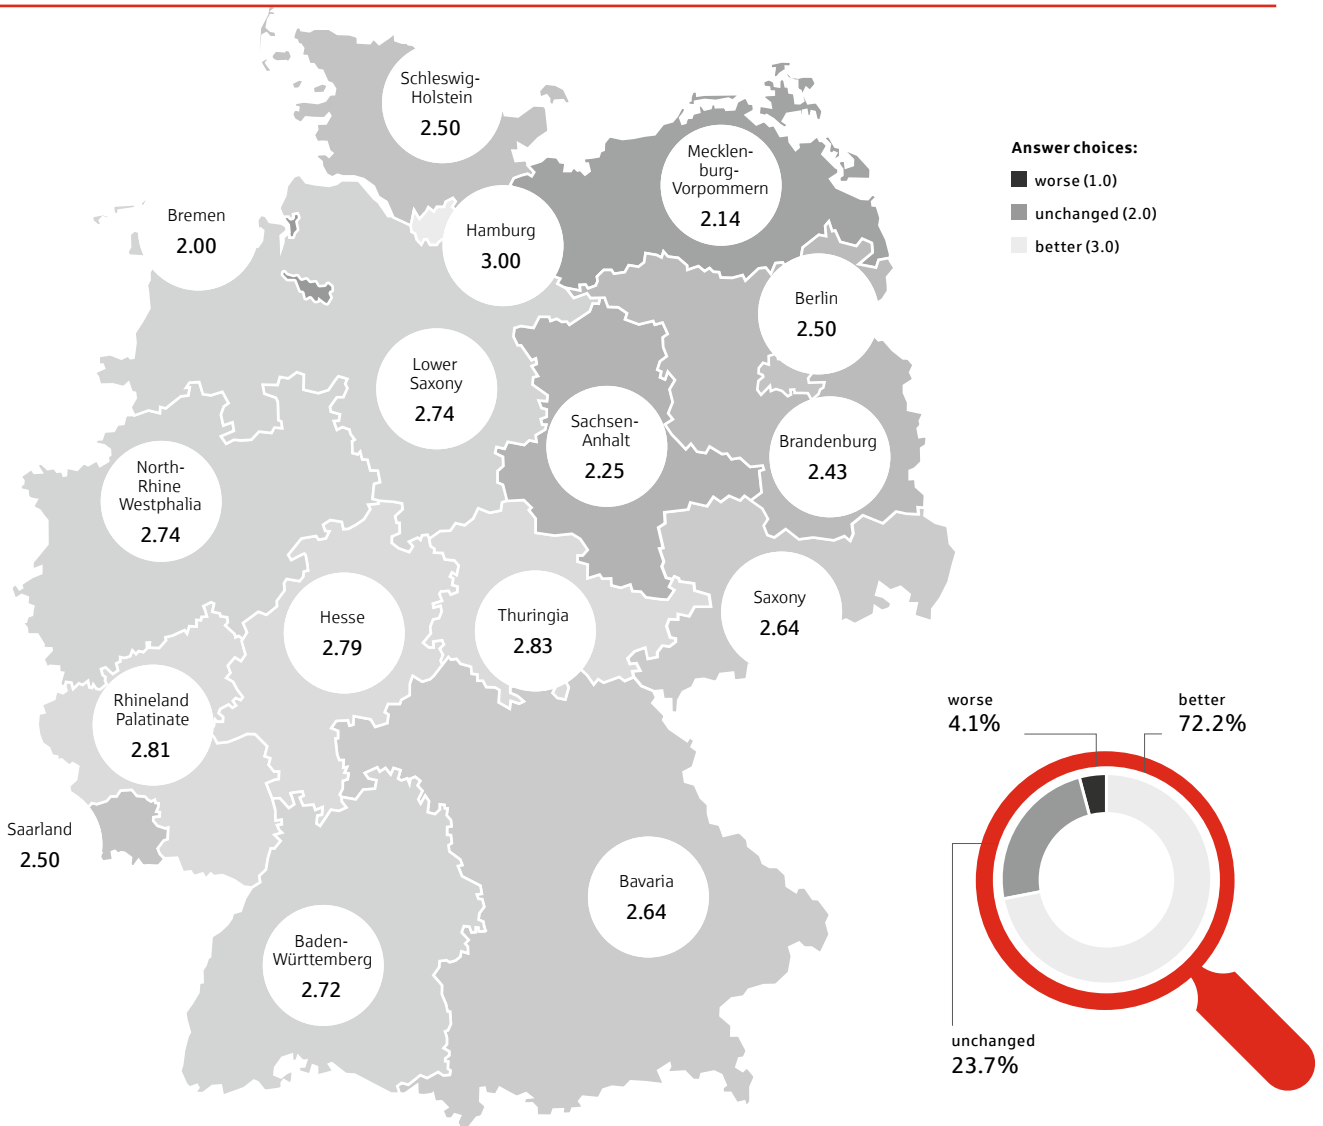 Schleswig-
Holstein
2.50
Mecklen-
burg-
Vorpommern
2.14
Bremen
2.00
Hamburg
3.00
Berlin
2.50
Lower
Saxony
2.74
Sachsen-
Anhalt
2.25
Brandenburg
2.43
North-
Rhine
Westphalia
2.74
Hesse
2.79
Thuringia
2.83
Saxony
2.64
Rhineland
Palatinate
2.81
Saarland
2.50
Bavaria
2.64
Baden-
Württemberg
2.72
Answer choices:
worse (1.0)
unchanged (2.0)
better (3.0)
worse
4.1%
better
72.2%
unchanged
23.7%